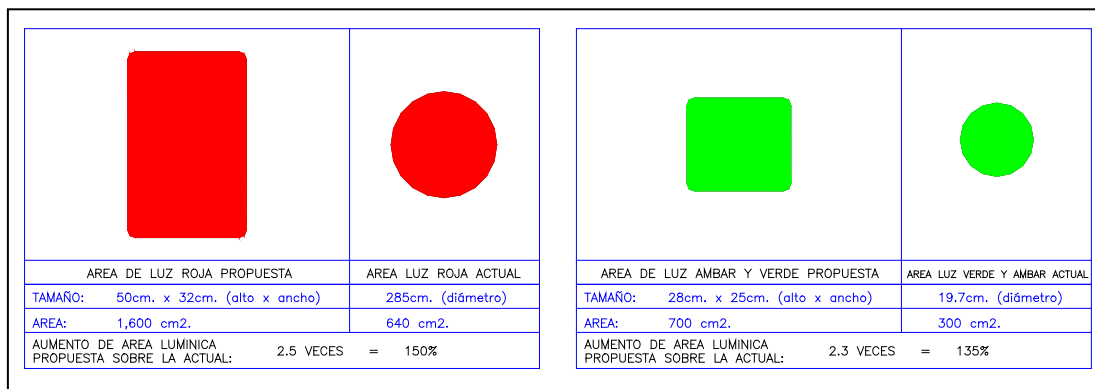 AREA DE LUZ ROJA PROPUESTA
AREA LUZ ROJA ACTUAL
TAMAÑO: 50cm. x 32cm. (alto x ancho)
285cm. (diámetro)
AREA: 1,600 cm2.
640 cm2.
AUMENTO DE AREA LUMINICA
PROPUESTA SOBRE LA ACTUAL: 2.5 VECES = 150%
AREA DE LUZ AMBAR Y VERDE PROPUESTA
AREA LUZ VERDE Y AMBAR ACTUAL
TAMAÑO: 28cm. x 25cm. (alto x ancho)
19.7cm. (diámetro)
AREA: 700 cm2.
300 cm2.
AUMENTO DE AREA LUMINICA
PROPUESTA SOBRE LA ACTUAL: 2.3 VECES = 135%